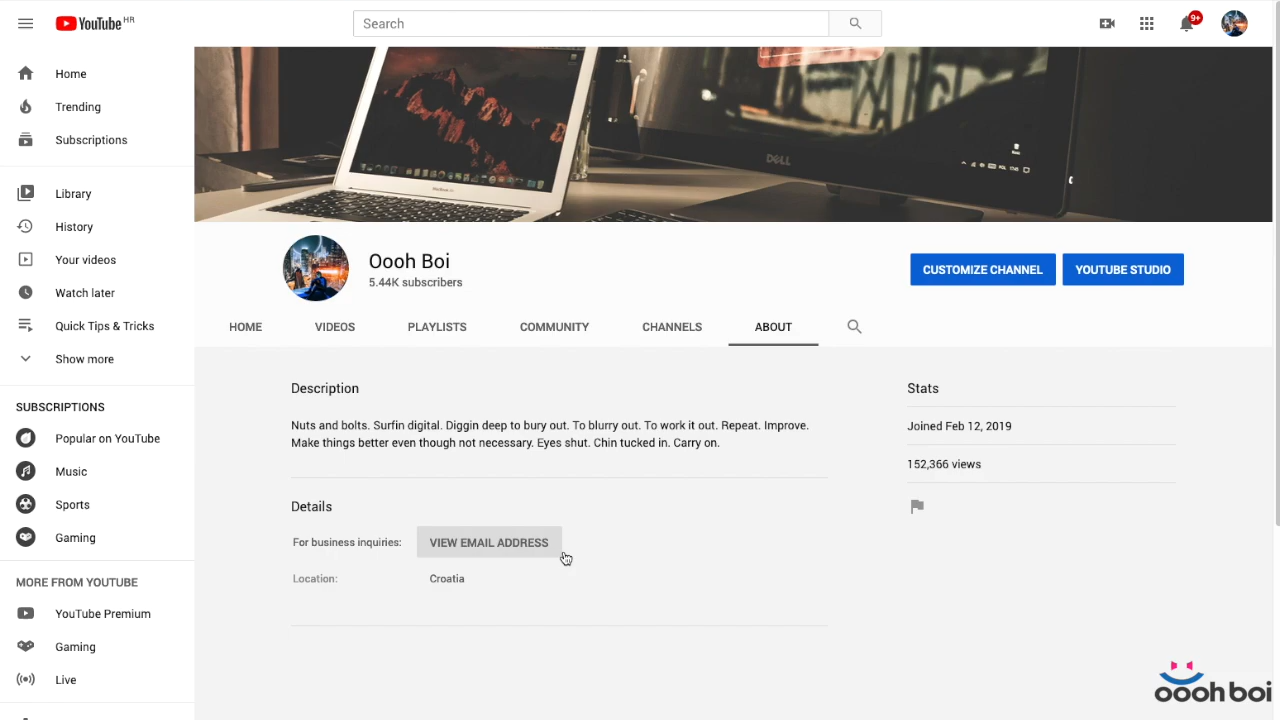 YouTube HR
Search
9+
Home
Trending
Subscriptions
Library
History
Your videos
Watch later
Quick Tips & Tricks
Show more
SUBSCRIPTIONS
Popular on YouTube
Music
Sports
Gaming
MORE FROM YOUTUBE
YouTube Premium
Gaming
Live
MacBook Air
DELL
Oooh Boi
5.44K subscribers
CUSTOMIZE CHANNEL
YOUTUBE STUDIO
HOME
VIDEOS
PLAYLISTS
COMMUNITY
CHANNELS
ABOUT
Description
Nuts and bolts. Surfin digital. Diggin deep to bury out. To blurry out. To work it out. Repeat. Improve.
Make things better even though not necessary. Eyes shut. Chin tucked in. Carry on.
Details
For business inquiries:
VIEW EMAIL ADDRESS
Location:
Croatia
Stats
Joined Feb 12, 2019
152,366 views
oooh boi